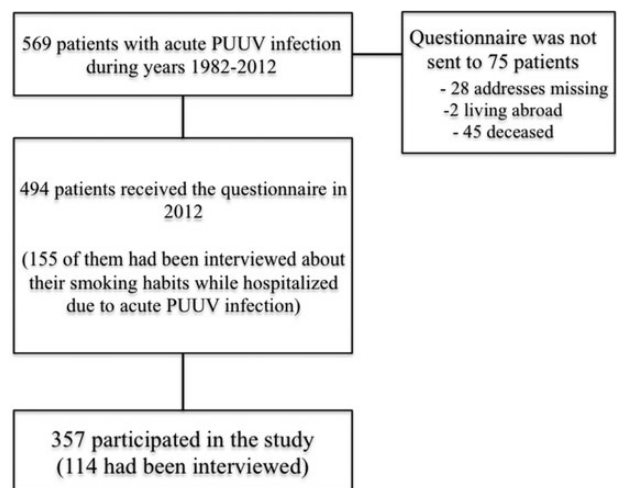 569 patients with acute PUUV infection
during years 1982-2012
Questionnaire was not
sent to 75 patients
- 28 addresses missing
-2 living abroad
- 45 deceased
494 patients received the questionnaire in
2012
(155 of them had been interviewed about
their smoking habits while hospitalized
due to acute PUUV infection)
357 participated in the study
(114 had been interviewed)